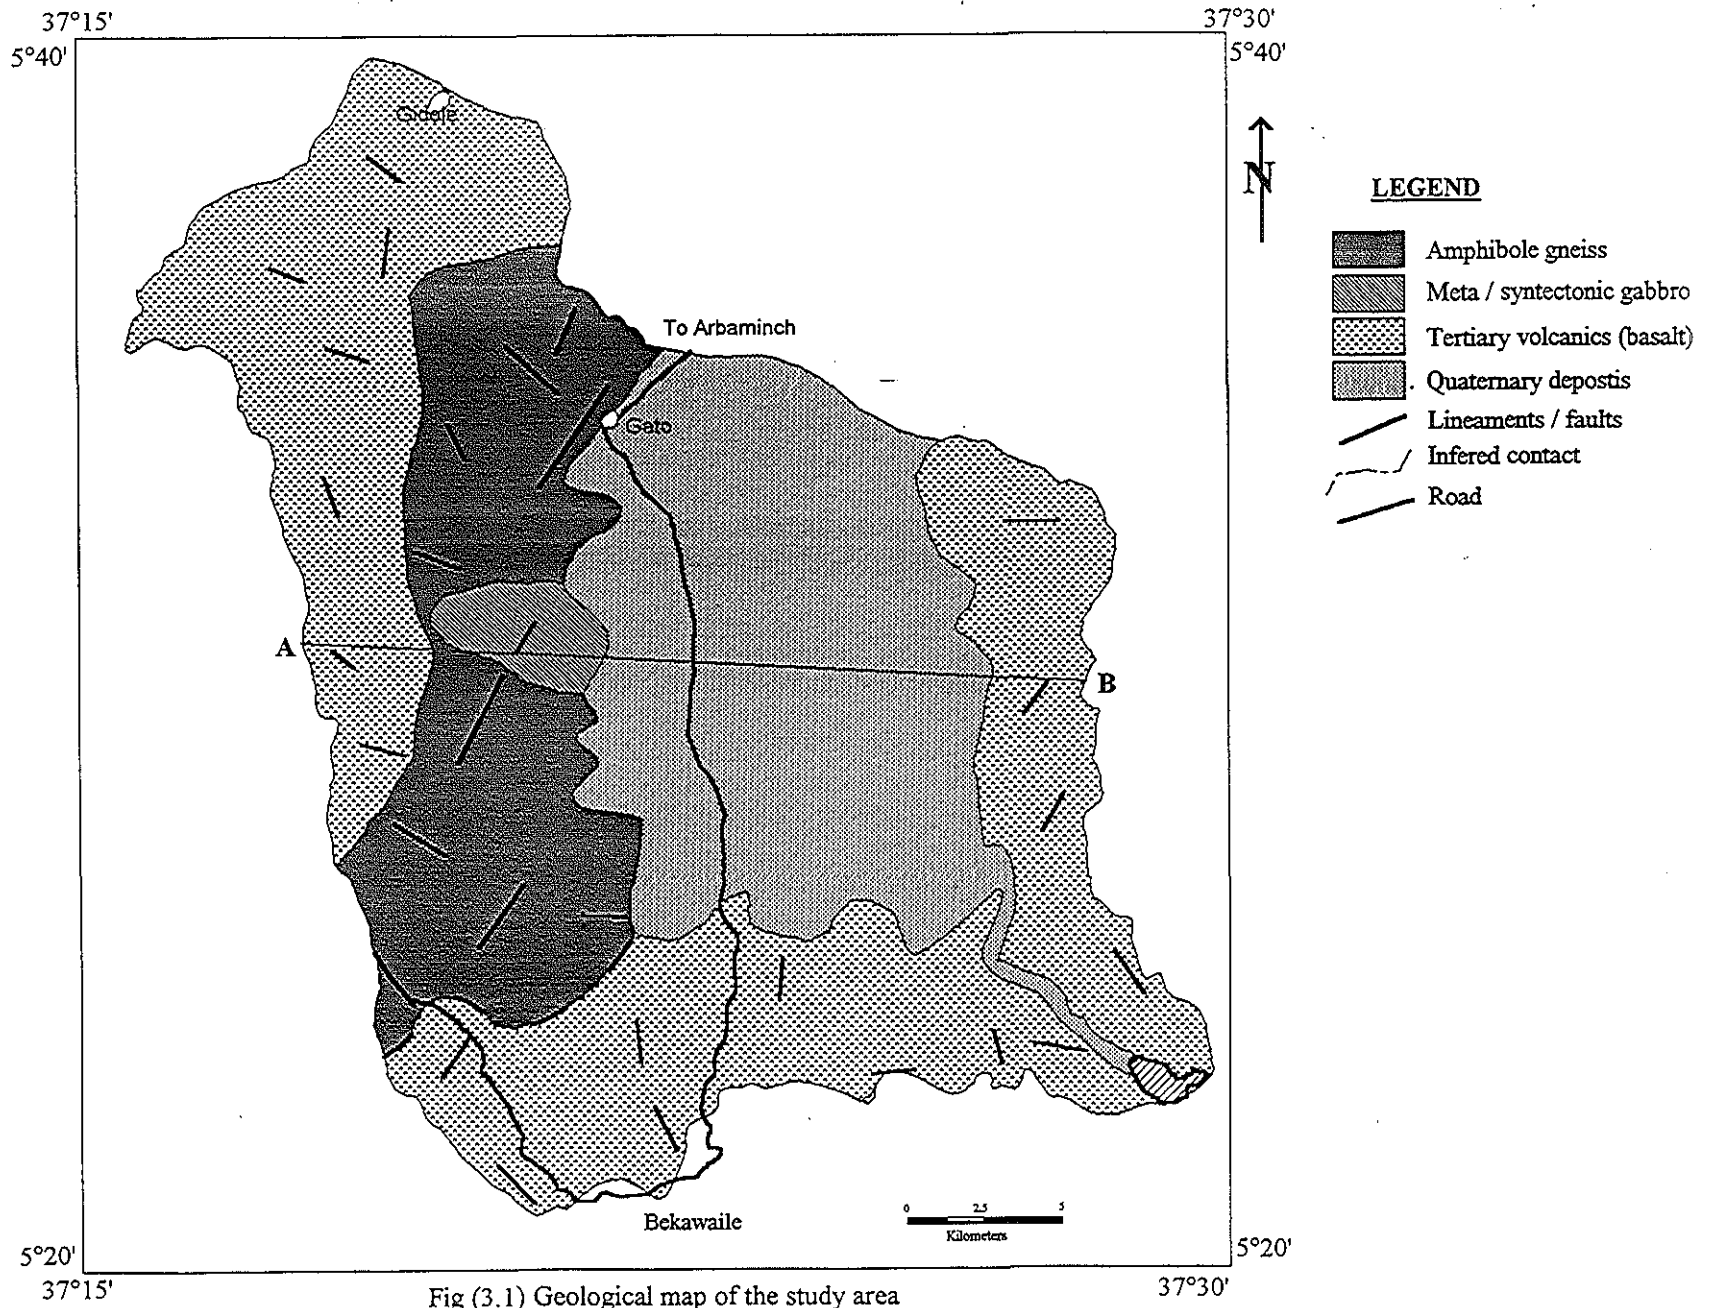 37°15'
37°30'
5°40'
5°40'
Gidole
N
LEGEND
Amphibole gneiss
Meta / syntectonic gabbro
Tertiary volcanics (basalt)
Quaternary depostis
Lineaments / faults
Infered contact
Road
To Arbaminch
Gato
A
B
0 2.5 5
Kilometers
Bekawaile
5°20'
5°20'
37°15'
37°30'
Fig (3.1) Geological map of the study area